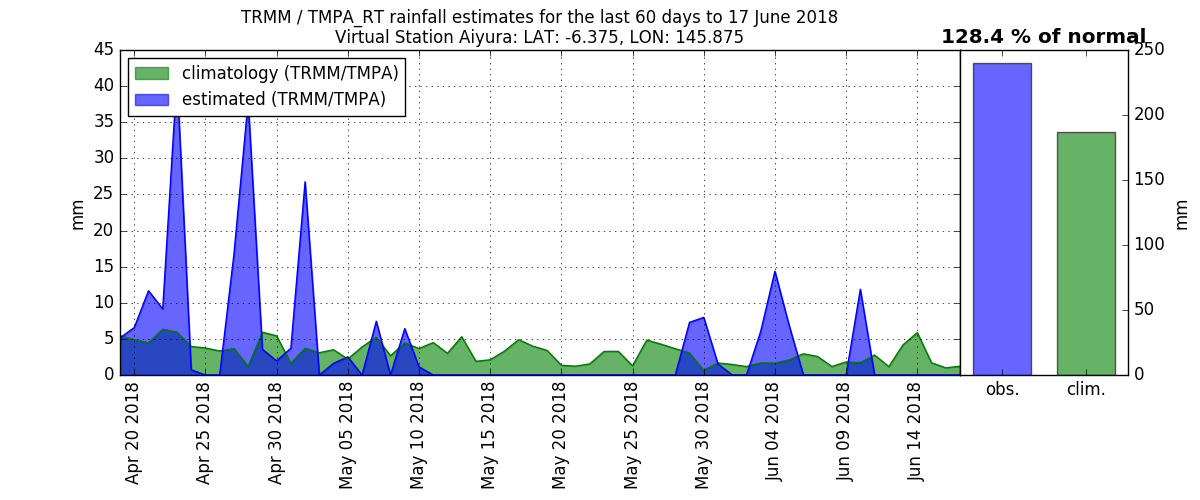 TRMM / TMPA_RT rainfall estimates for the last 60 days to 17 June 2018
Virtual Station Aiyura: LAT: -6.375, LON: 145.875
128.4 % of normal
climatology (TRMM/TMPA)
estimated (TRMM/TMPA)
mm
45
40
35
30
25
20
15
10
5
0
Apr 20 2018
Apr 25 2018
Apr 30 2018
May 05 2018
May 10 2018
May 15 2018
May 20 2018
May 25 2018
May 30 2018
Jun 04 2018
Jun 09 2018
Jun 14 2018
obs.
clim.
250
200
150
100
50
0
mm